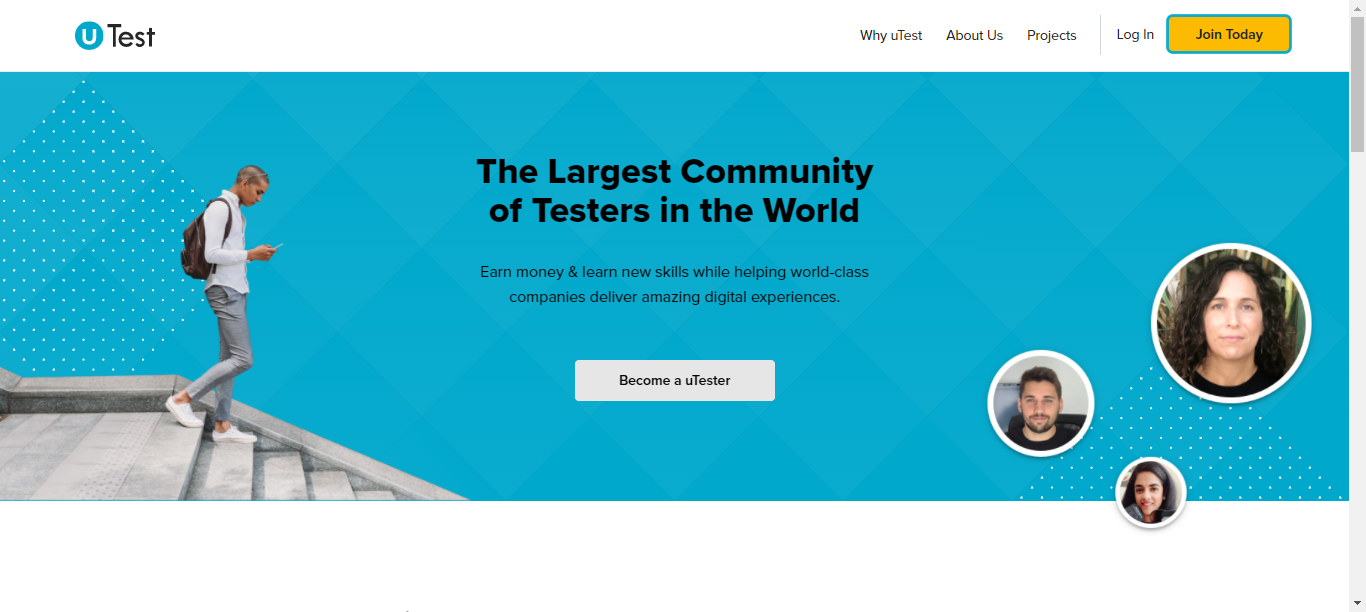 uTest
Why uTest
About Us
Projects
Log In
Join Today
The Largest Community
of Testers in the World
Earn money & learn new skills while helping world-class
companies deliver amazing digital experiences.
Become a uTester